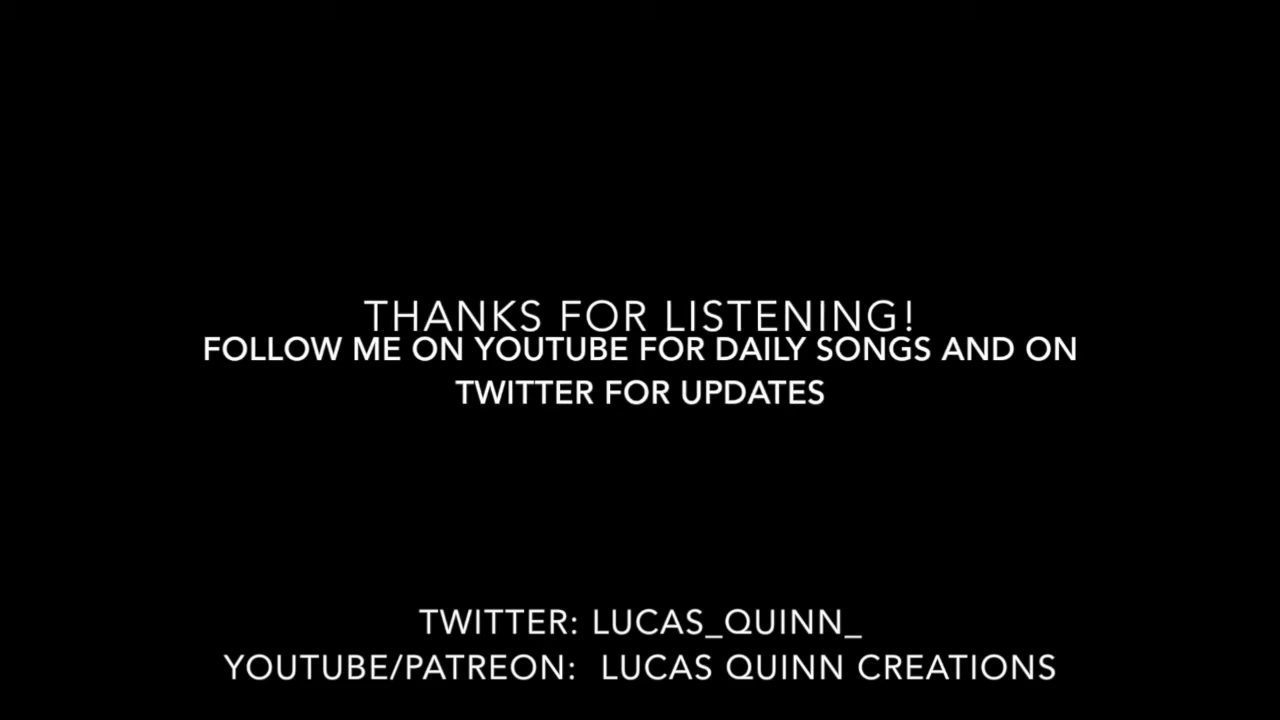 THANKS FOR LISTENING!
FOLLOW ME ON YOUTUBE FOR DAILY SONGS AND ON
TWITTER FOR UPDATES
TWITTER: LUCAS_QUINN_
YOUTUBE/PATREON: LUCAS QUINN CREATIONS